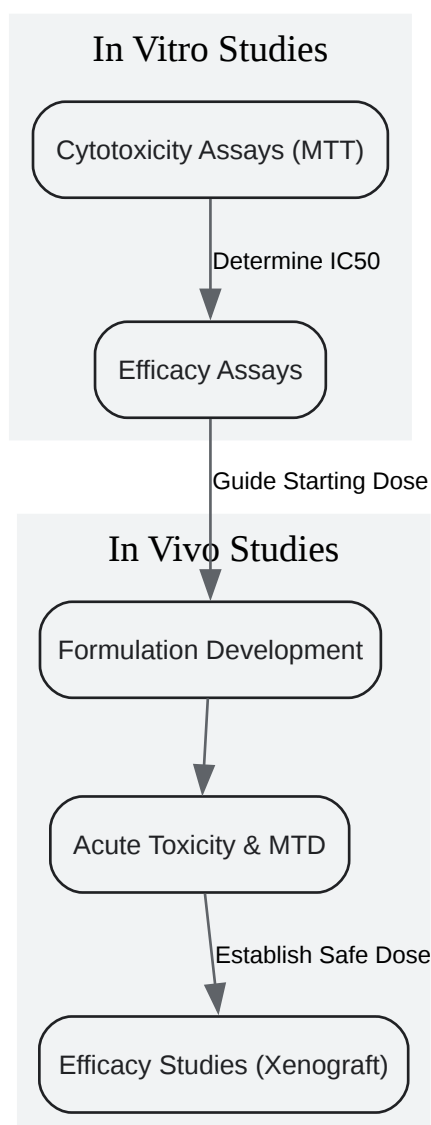 In Vitro Studies
Cytotoxicity Assays (MTT)
Determine IC50
Efficacy Assays
Guide Starting Dose
In Vivo Studies
Formulation Development
Acute Toxicity & MTD
Establish Safe Dose
Efficacy Studies (Xenograft)